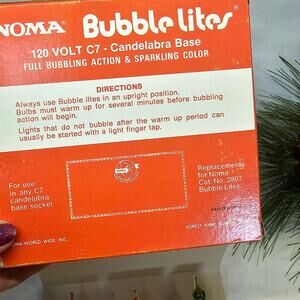 NOMA Bubble Lites
120 VOLT C7 - Candelabra Base
FULL BUBBLING ACTION & SPARKLING COLOR
DIRECTIONS
Always use Bubble lites in an upright position.
Bulbs must warm up for several minutes before bubbling
action will begin.
Lights that do not bubble after the warm up period can
usually be started with a light finger tap.
For use
in any C7
candelabra
base socket
Replacements
for Noma
Cat. No. 2807
Bubble Lites.
NOMA WORLD WIDE, INC.
FOREST PARK